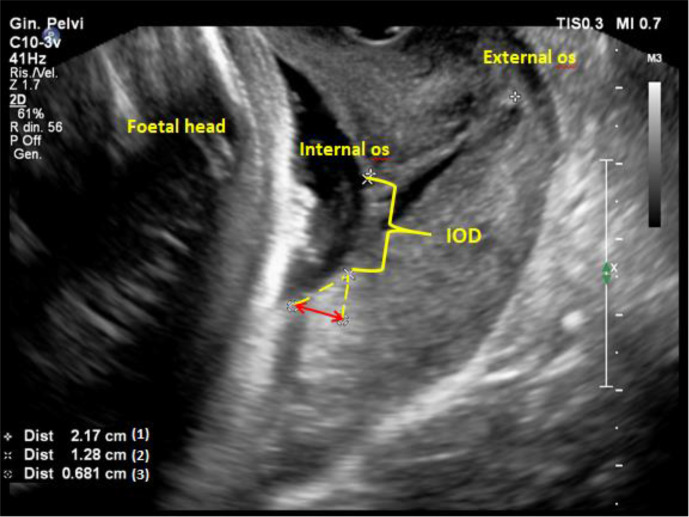 Gin. Pelvi
C10-3v
41Hz
Ris./Vel.
Z 1.7
2D
61%
R din. 56
P Off
Gen.
TIS0.3 MI 0.7
M3
External os
Foetal head
Internal os
IOD
X
Dist 2.17 cm (1)
Dist 1.28 cm (2)
Dist 0.681 cm (3)